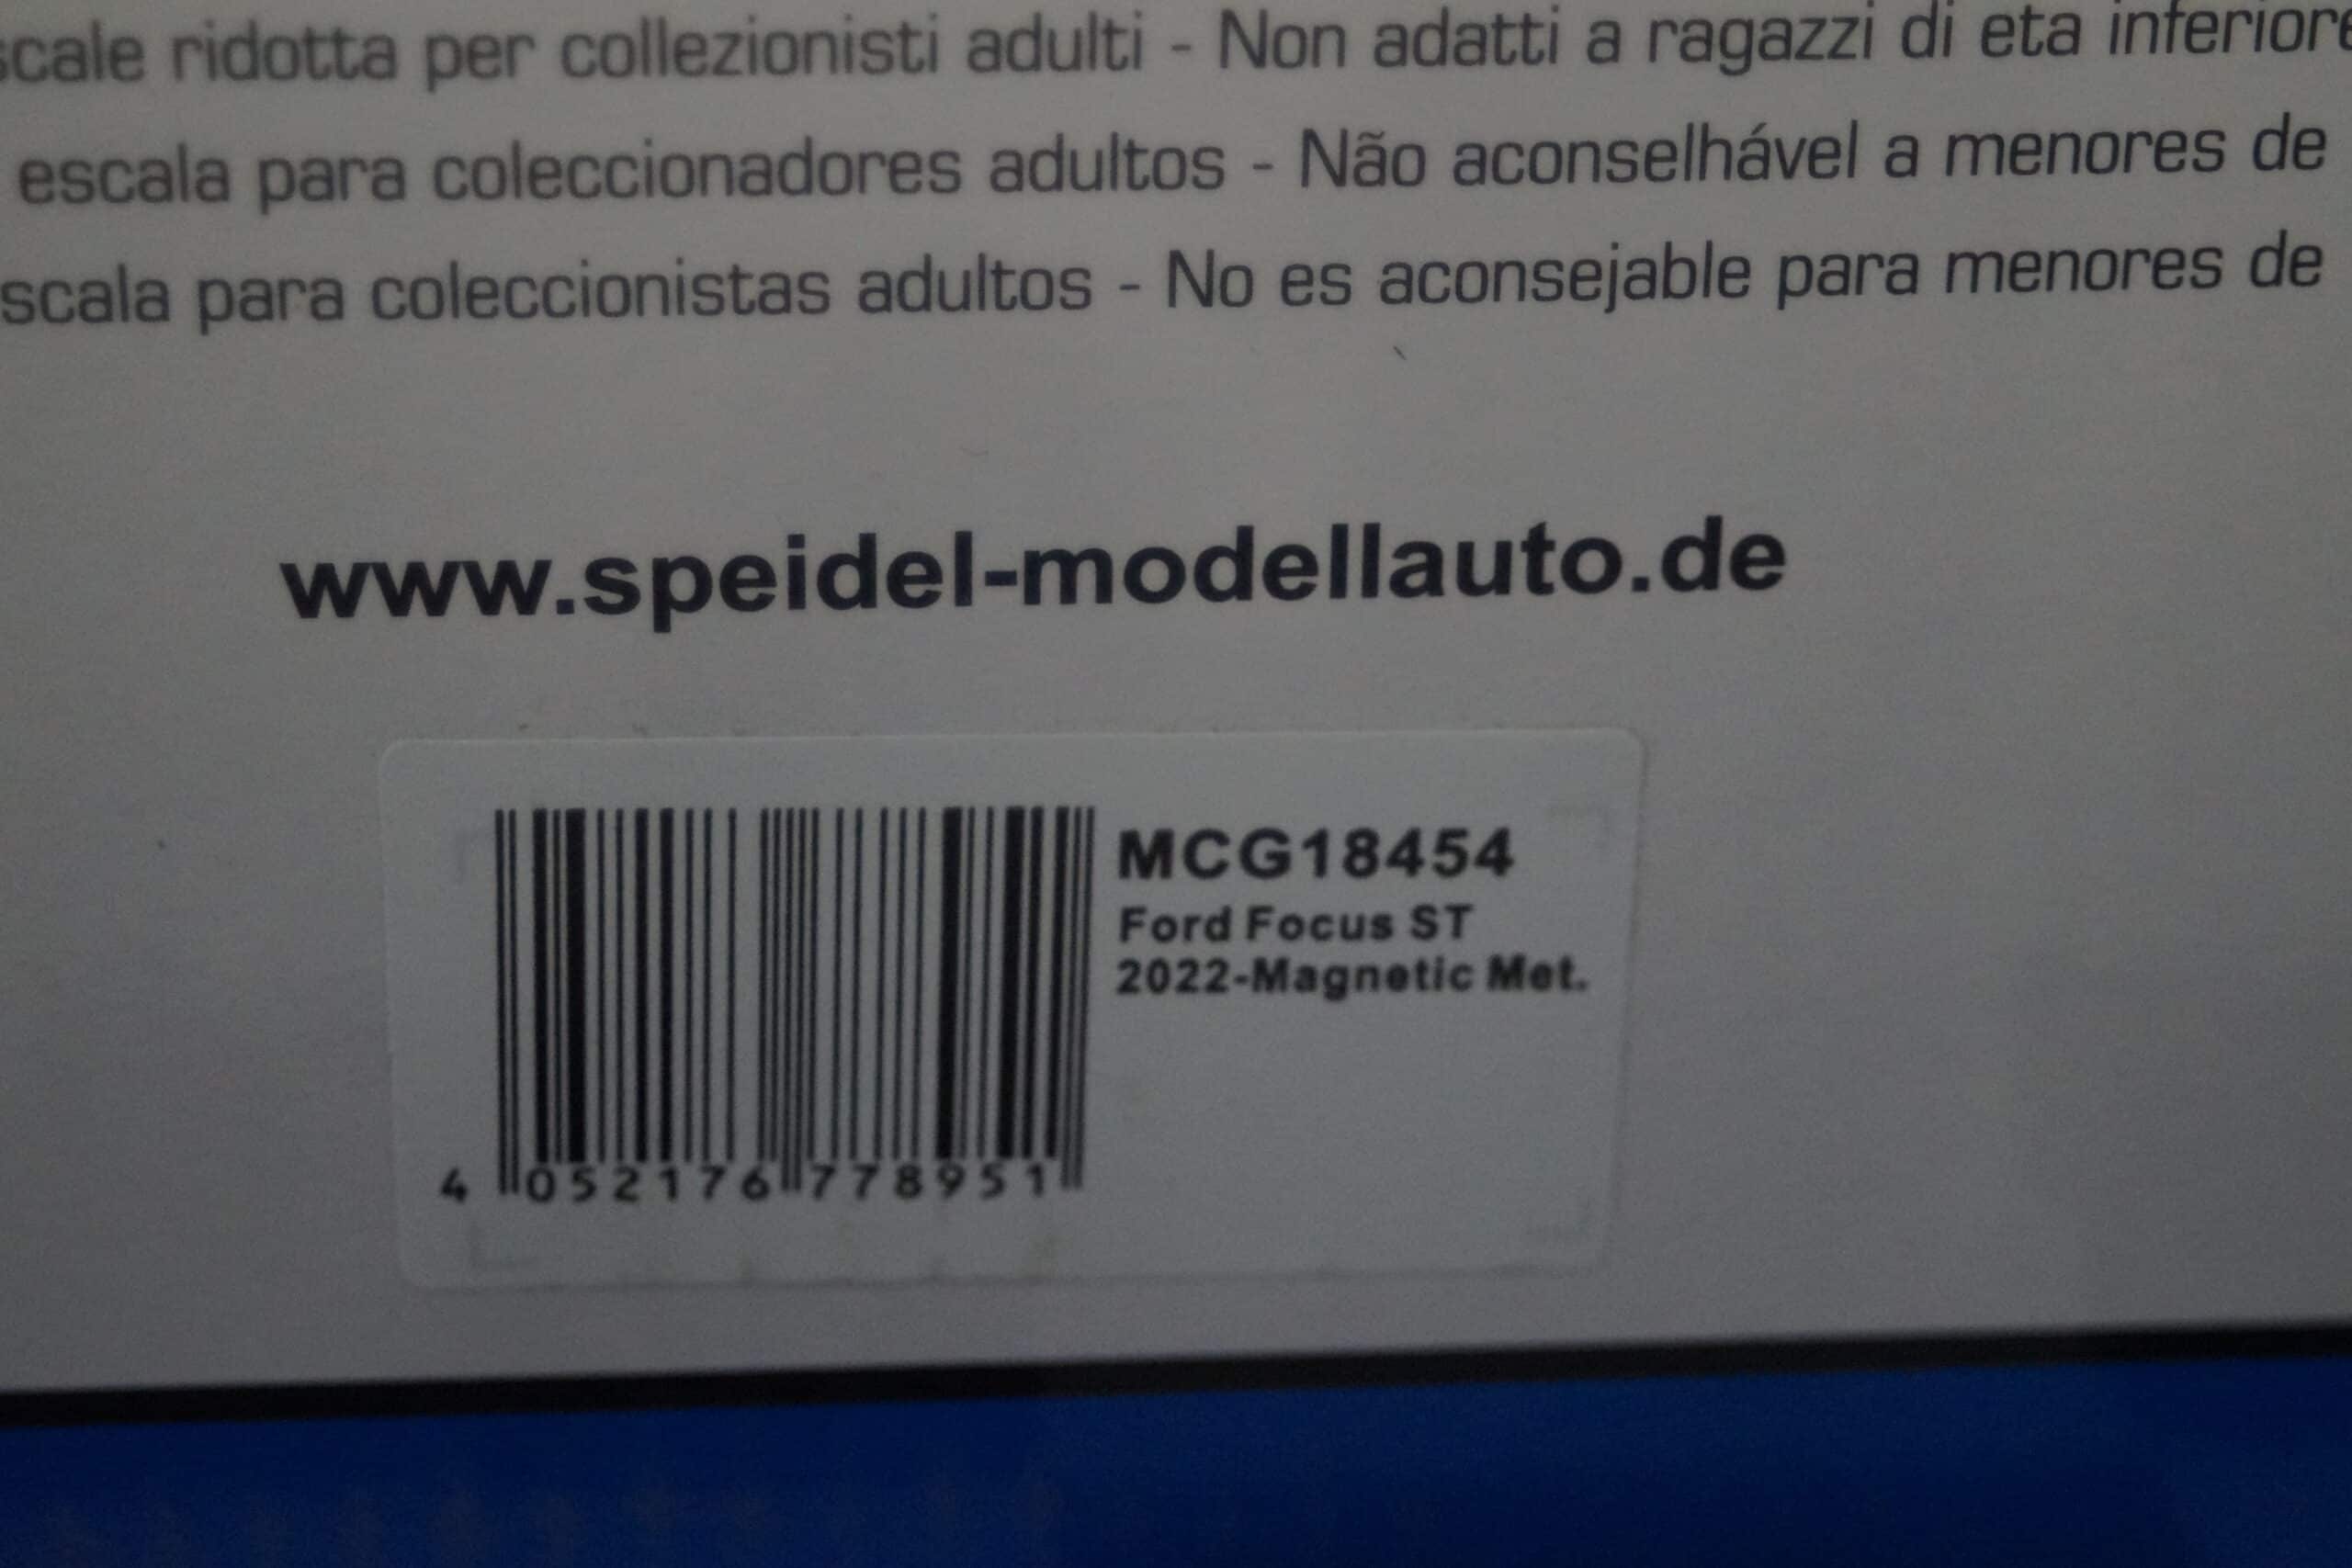 scale ridotta per collezionisti adulti - Non adatti a ragazzi di eta inferiore
escala para coleccionadores adultos - Não aconselhável a menores de
scala para coleccionistas adultos - No es aconsejable para menores de
www.speidel-modellauto.de
MCG18454
Ford Focus ST
2022-Magnetic Met.
4 052176 778951